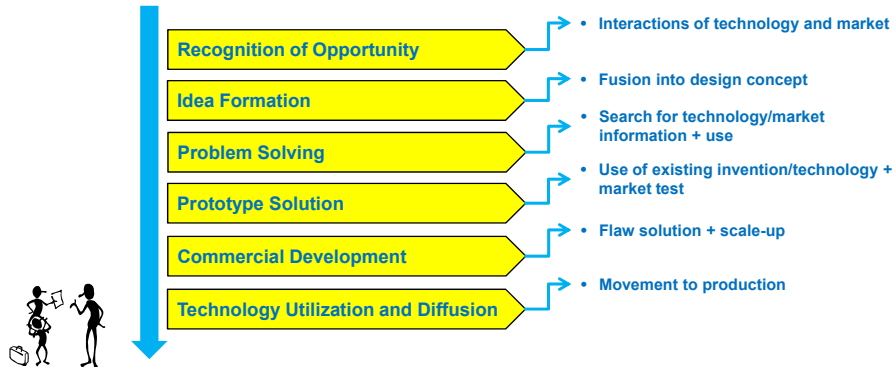 Recognition of Opportunity
• Interactions of technology and market
Idea Formation
• Fusion into design concept
Problem Solving
• Search for technology/market
information + use
Prototype Solution
• Use of existing invention/technology +
market test
Commercial Development
• Flaw solution + scale-up
Technology Utilization and Diffusion
• Movement to production